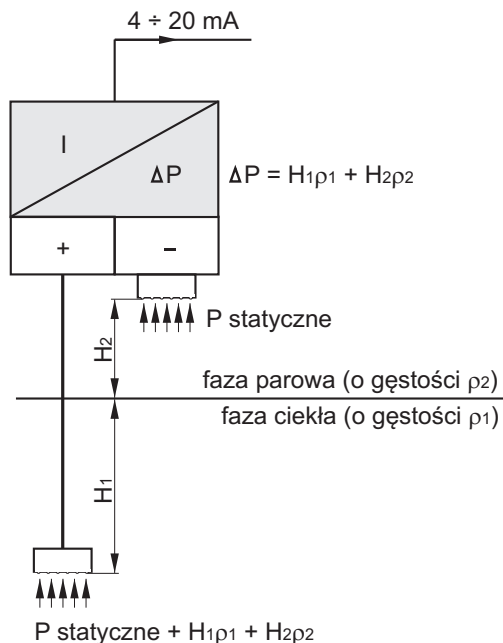 4 ÷ 20 mA
I
ΔP
ΔP = H₁ρ₁ + H₂ρ₂
+
–
P statyczne
H₂
faza parowa (o gęstości ρ₂)
faza ciekła (o gęstości ρ₁)
H₁
P statyczne + H₁ρ₁ + H₂ρ₂